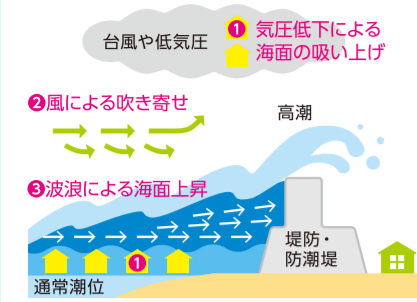 台風や低気圧
❶気圧低下による
海面の吸い上げ
❷風による吹き寄せ
高潮
❸波浪による海面上昇
堤防・
防潮堤
❶
通常潮位